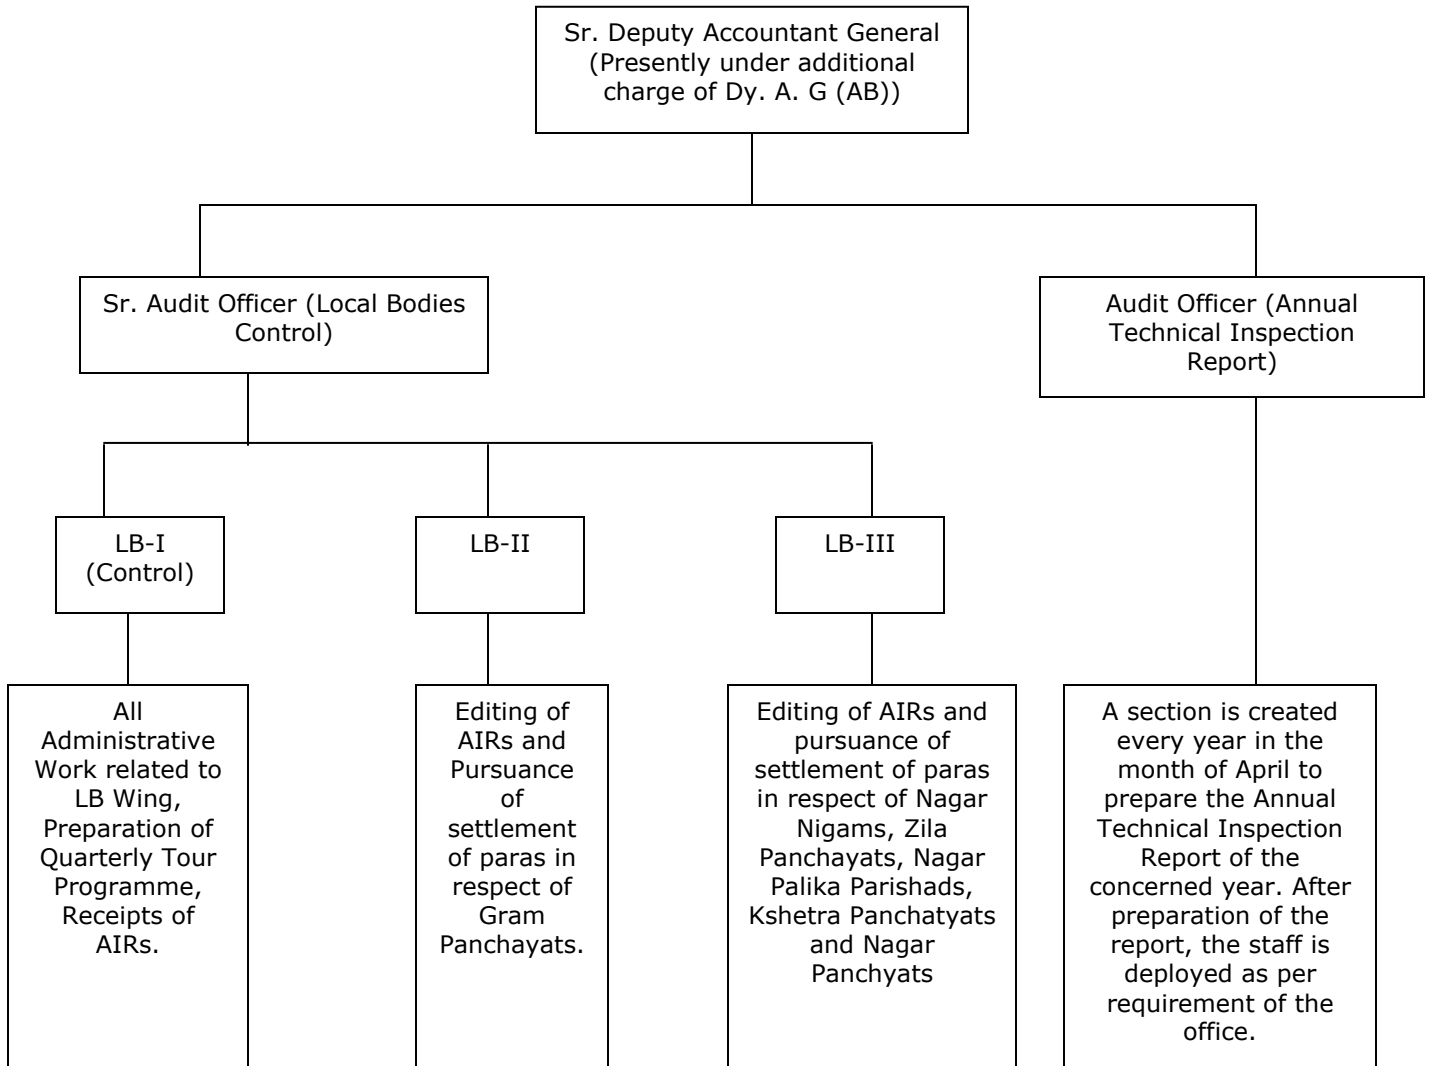 Sr. Deputy Accountant General
(Presently under additional
charge of Dy. A. G (AB))
Sr. Audit Officer (Local Bodies
Control)
Audit Officer (Annual
Technical Inspection
Report)
LB-I
(Control)
LB-II
LB-III
All
Administrative
Work related to
LB Wing,
Preparation of
Quarterly Tour
Programme,
Receipts of
AIRs.
Editing of
AIRs and
Pursuance
of
settlement
of paras in
respect of
Gram
Panchayats.
Editing of AIRs and
pursuance of
settlement of paras
in respect of Nagar
Nigams, Zila
Panchayats, Nagar
Palika Parishads,
Kshetra Panchatyats
and Nagar
Panchyats
A section is created
every year in the
month of April to
prepare the Annual
Technical Inspection
Report of the
concerned year. After
preparation of the
report, the staff is
deployed as per
requirement of the
office.